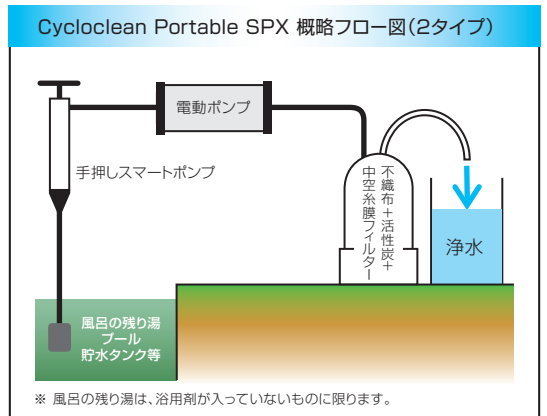 Cycloclean Portable SPX 概略フロー図(2タイプ)
電動ポンプ
手押しスマートポンプ
不織布+活性炭+
中空糸膜フィルター
浄水
風呂の残り湯
プール
貯水タンク等
※ 風呂の残り湯は、浴用剤が入っていないものに限ります。